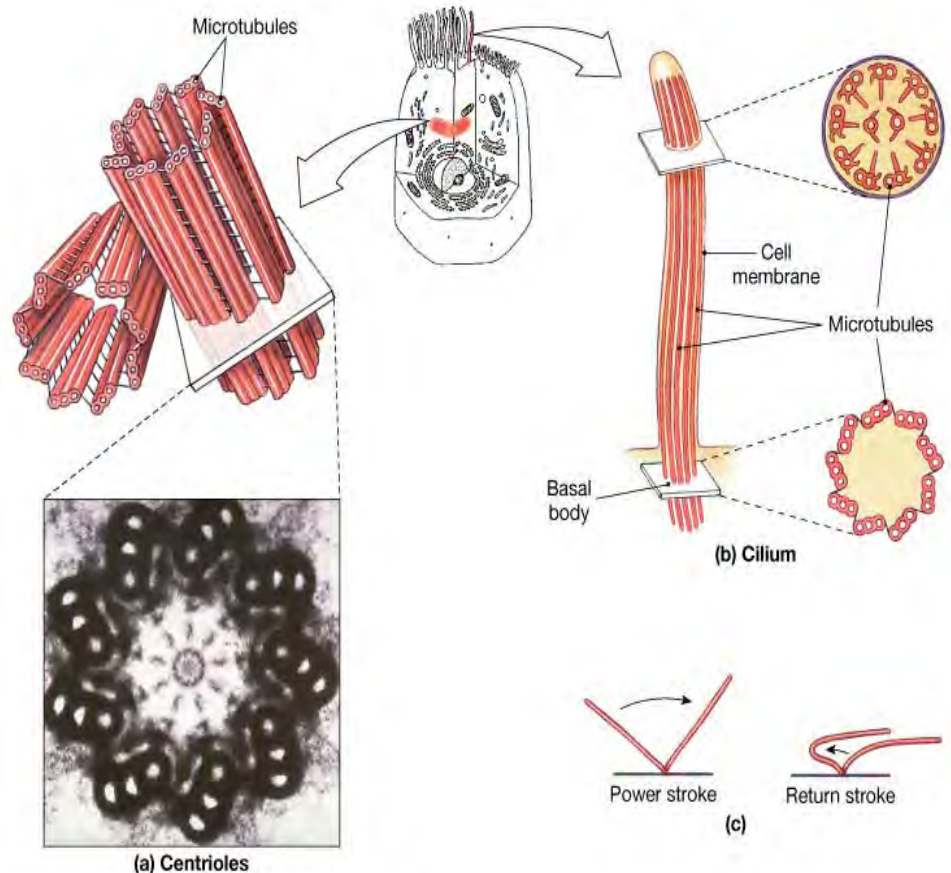 Microtubules
Cell
membrane
Microtubules
Basal
body
(b) Cilium
Power stroke
Return stroke
(c)
(a) Centrioles